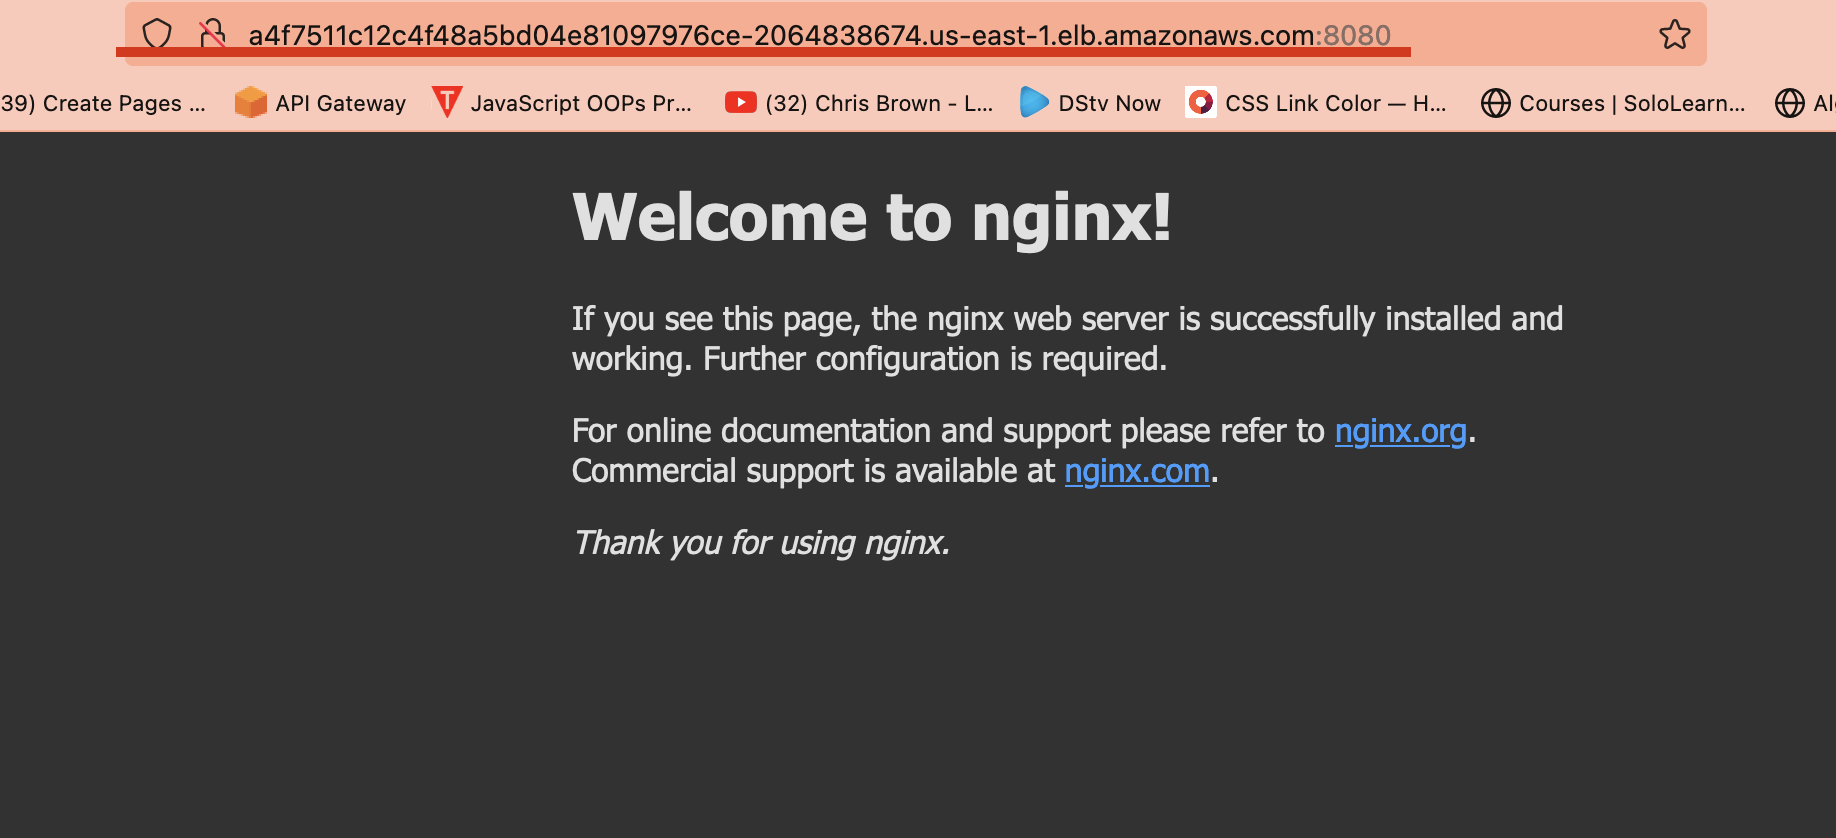 a4f7511c12c4f48a5bd04e81097976ce-2064838674.us-east-1.elb.amazonaws.com:8080
39) Create Pages ... API Gateway JavaScript OOPs Pr... (32) Chris Brown - L... DStv Now CSS Link Color — H... Courses | SoloLearn...
Welcome to nginx!
If you see this page, the nginx web server is successfully installed and
working. Further configuration is required.
For online documentation and support please refer to nginx.org.
Commercial support is available at nginx.com.
Thank you for using nginx.